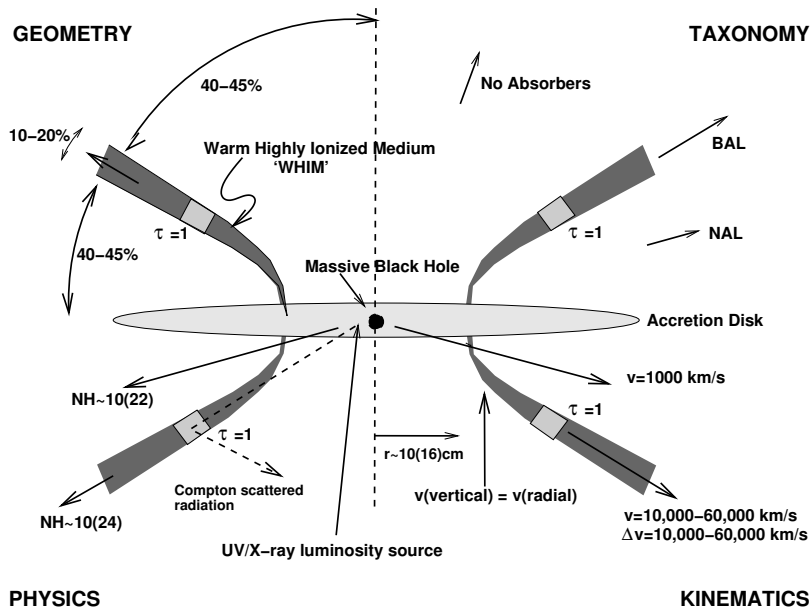 GEOMETRY
TAXONOMY
40−45%
No Absorbers
10−20%
Warm Highly Ionized Medium
‘WHIM’
BAL
τ =1
τ =1
NAL
40−45%
Massive Black Hole
Accretion Disk
v=1000 km/s
NH~10(22)
τ =1
τ =1
r~10(16)cm
Compton scattered
radiation
v(vertical) = v(radial)
NH~10(24)
v=10,000−60,000 km/s
Δv=10,000−60,000 km/s
UV/X−ray luminosity source
PHYSICS
KINEMATICS